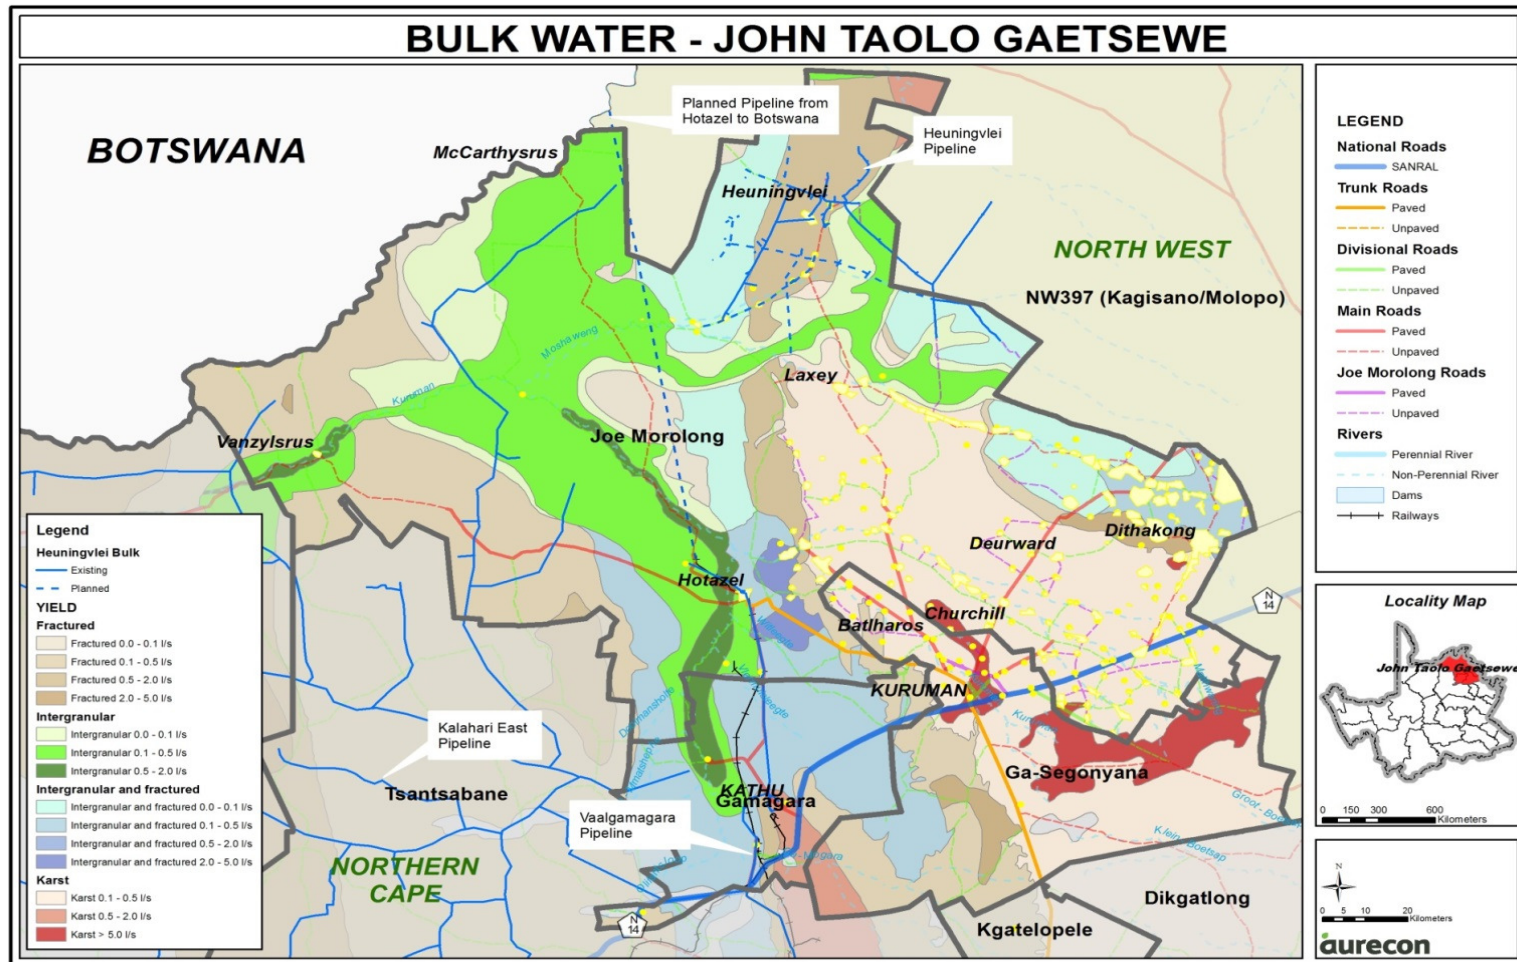 BULK WATER - JOHN TAOLO GAETSEWE
BOTSWANA
McCarthysrus
Planned Pipeline from
Hotazel to Botswana
Heuningvlei
Pipeline
Heuningvlei
NORTH WEST
NW397 (Kagisano/Molopo)
Moshaweng
Kuruman
Laxey
Vanzylsrus
Joe Morolong
Deurward
Dithakong
Hotazel
Churchill
Batlharos
N
14
KURUMAN
Kalahari East
Pipeline
Tsantsabane
KATHU
Gamagara
Ga-Segonyana
Vaalgamagara
Pipeline
Groot-Boetsap
Klein-Boetsap
NORTHERN
CAPE
N
14
Dikgatlong
Kgatelopele
Legend
Heuningvlei Bulk
Existing
Planned
YIELD
Fractured
Fractured 0.0 - 0.1 l/s
Fractured 0.1 - 0.5 l/s
Fractured 0.5 - 2.0 l/s
Fractured 2.0 - 5.0 l/s
Intergranular
Intergranular 0.0 - 0.1 l/s
Intergranular 0.1 - 0.5 l/s
Intergranular 0.5 - 2.0 l/s
Intergranular and fractured
Intergranular and fractured 0.0 - 0.1 l/s
Intergranular and fractured 0.1 - 0.5 l/s
Intergranular and fractured 0.5 - 2.0 l/s
Intergranular and fractured 2.0 - 5.0 l/s
Karst
Karst 0.1 - 0.5 l/s
Karst 0.5 - 2.0 l/s
Karst > 5.0 l/s
LEGEND
National Roads
SANRAL
Trunk Roads
Paved
Unpaved
Divisional Roads
Paved
Unpaved
Main Roads
Paved
Unpaved
Joe Morolong Roads
Paved
Unpaved
Rivers
Perennial River
Non-Perennial River
Dams
Railways
Locality Map
John Taolo Gaetsewe
0 150 300 600
Kilometers
N
0 5 10 20
Kilometers
aurecon